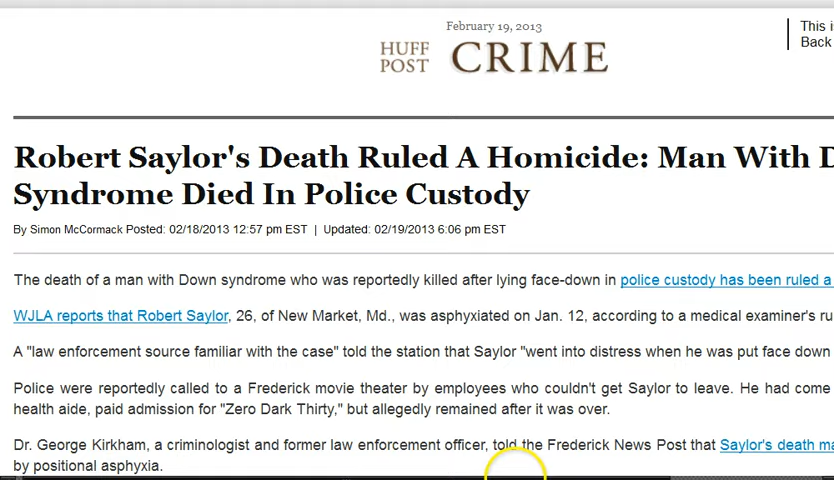 February 19, 2013
This i
HUFF
POST CRIME
Back
Robert Saylor's Death Ruled A Homicide: Man With D
Syndrome Died In Police Custody
By Simon McCormack Posted: 02/18/2013 12:57 pm EST | Updated: 02/19/2013 6:06 pm EST
The death of a man with Down syndrome who was reportedly killed after lying face-down in police custody has been ruled a
WJLA reports that Robert Saylor, 26, of New Market, Md., was asphyxiated on Jan. 12, according to a medical examiner's ru
A "law enforcement source familiar with the case" told the station that Saylor "went into distress when he was put face down
Police were reportedly called to a Frederick movie theater by employees who couldn't get Saylor to leave. He had come
health aide, paid admission for "Zero Dark Thirty," but allegedly remained after it was over.
Dr. George Kirkham, a criminologist and former law enforcement officer, told the Frederick News Post that Saylor's death ma
by positional asphyxia.